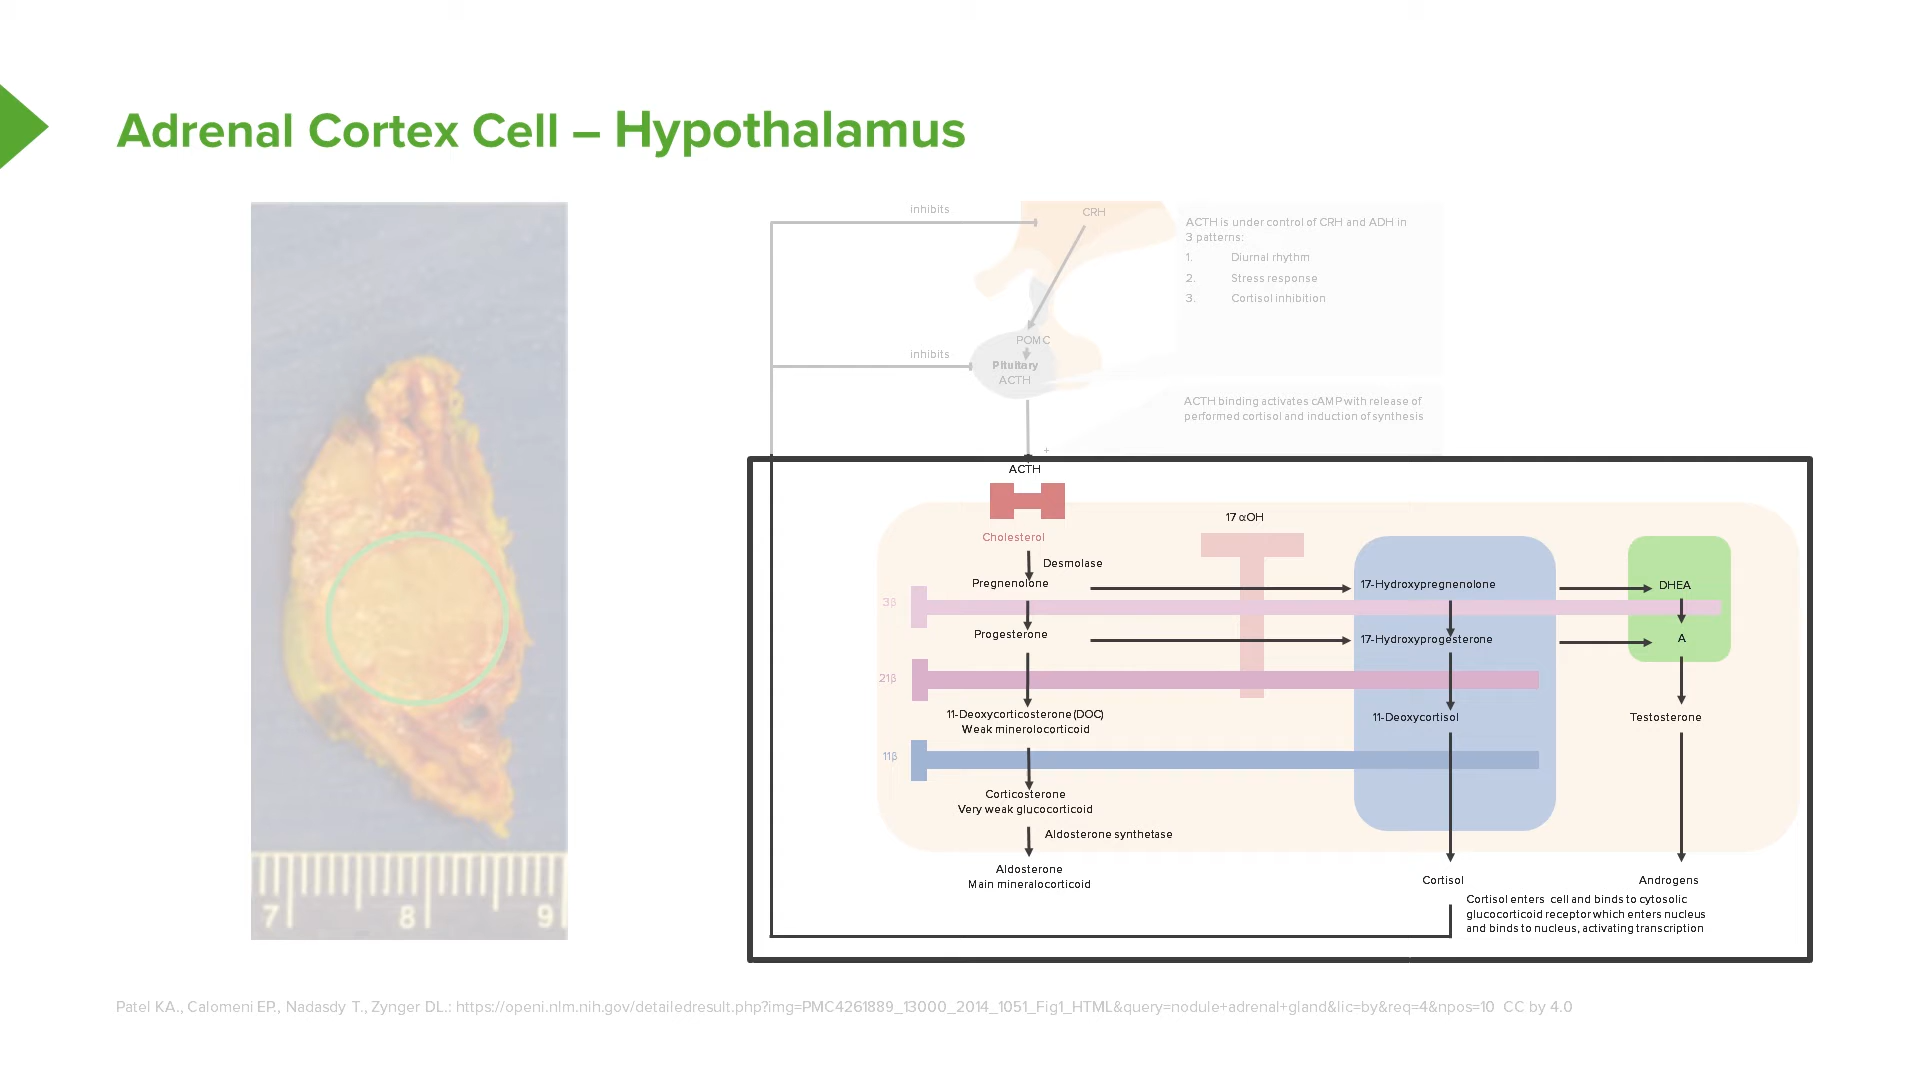 Adrenal Cortex Cell – Hypothalamus
inhibits
CRH
ACTH is under control of CRH and ADH in
3 patterns:
1. Diurnal rhythm
2. Stress response
3. Cortisol inhibition
POMC
inhibits
Pituitary
ACTH
ACTH binding activates cAMP with release of
performed cortisol and induction of synthesis
+
ACTH
17 αOH
Cholesterol
Desmolase
Pregnenolone
17-Hydroxypregnenolone
DHEA
3β
Progesterone
17-Hydroxyprogesterone
A
21β
11-Deoxycorticosterone (DOC)
Weak minerolocorticoid
11-Deoxycortisol
Testosterone
11β
Corticosterone
Very weak glucocorticoid
Aldosterone synthetase
Aldosterone
Main mineralocorticoid
Cortisol
Androgens
Cortisol enters cell and binds to cytosolic
glucocorticoid receptor which enters nucleus
and binds to nucleus, activating transcription
7 8 9
Patel KA., Calomeni EP., Nadasdy T., Zynger DL.: https://openi.nlm.nih.gov/detailedresult.php?img=PMC4261889_13000_2014_1051_Fig1_HTML&query=nodule+adrenal+gland&lic=by&req=4&npos=10 CC by 4.0